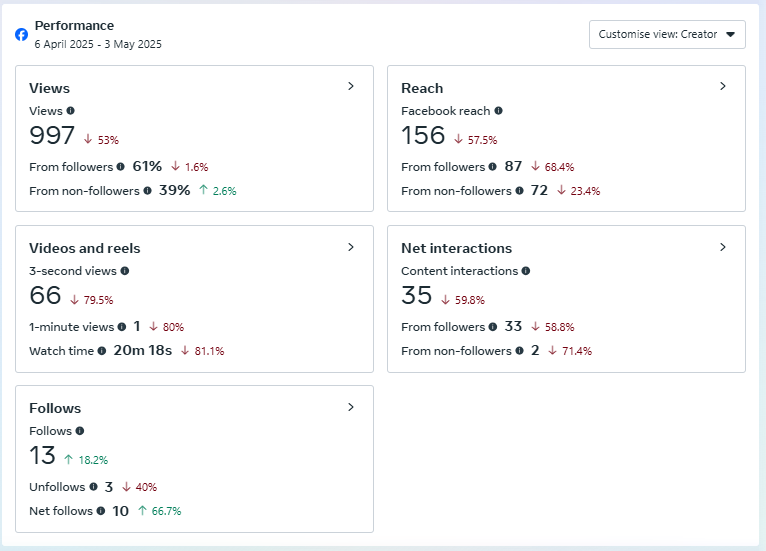 Performance
6 April 2025 - 3 May 2025
Customise view: Creator
Views
Views
997 ↓ 53%
From followers 61% ↓ 1.6%
From non-followers 39% ↑ 2.6%
Reach
Facebook reach
156 ↓ 57.5%
From followers 87 ↓ 68.4%
From non-followers 72 ↓ 23.4%
Videos and reels
3-second views
66 ↓ 79.5%
1-minute views 1 ↓ 80%
Watch time 20m 18s ↓ 81.1%
Net interactions
Content interactions
35 ↓ 59.8%
From followers 33 ↓ 58.8%
From non-followers 2 ↓ 71.4%
Follows
Follows
13 ↑ 18.2%
Unfollows 3 ↓ 40%
Net follows 10 ↑ 66.7%